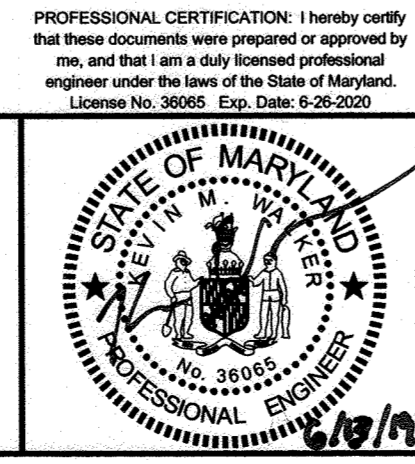 PROFESSIONAL CERTIFICATION: I hereby certify
that these documents were prepared or approved by
me, and that I am a duly licensed professional
engineer under the laws of the State of Maryland.
License No. 36065 Exp. Date: 6-26-2020
STATE OF MARYLAND
KEVIN M. WALKER
No. 36065
PROFESSIONAL ENGINEER
6/13/19